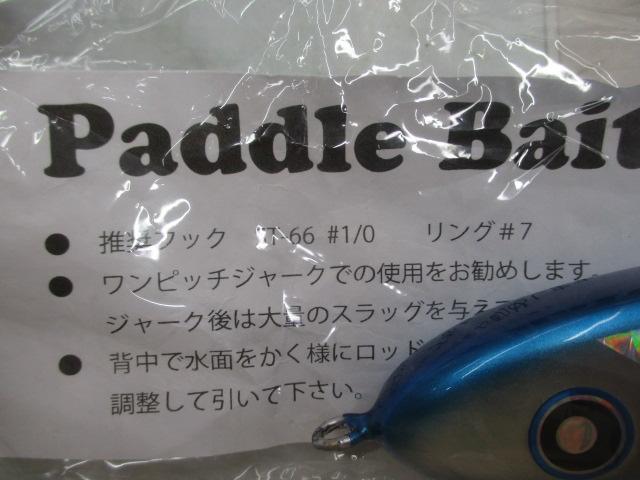 Paddle Bait
● 推奨フック -66 #1/0 リング#7
● ワンピッチジャークでの使用をお勧めします。
ジャーク後は大量のスラッグを与え
● 背中で水面をかく様にロッド
調整して引いて下さい。